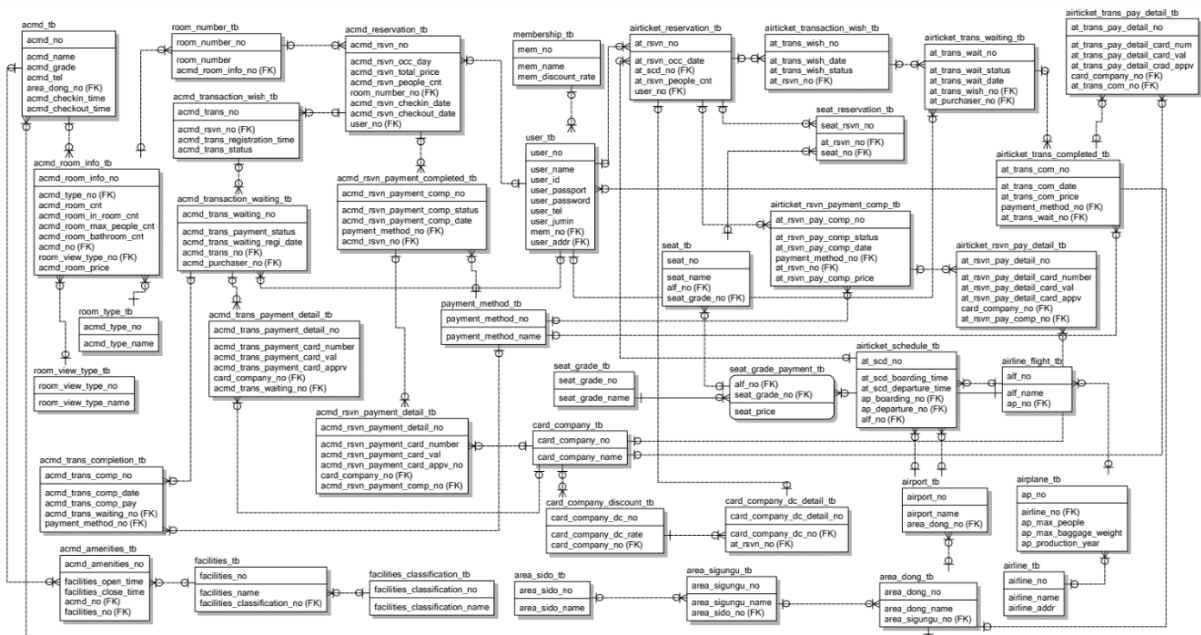 acmd_tb
acmd_no
acmd_name
acmd_grade
acmd_tel
area_dong_no (FK)
acmd_checkin_time
acmd_checkout_time
room_number_tb
room_number_no
room_number
acmd_room_info_no (FK)
acmd_reservation_tb
acmd_rsvn_no
acmd_rsvn_occ_day
acmd_rsvn_total_price
acmd_rsvn_people_cnt
room_number_no (FK)
acmd_rsvn_checkin_date
acmd_rsvn_checkout_date
user_no (FK)
membership_tb
mem_no
mem_name
mem_discount_rate
airticket_reservation_tb
at_rsvn_no
at_rsvn_occ_date
at_scd_no (FK)
at_rsvn_people_cnt
user_no (FK)
airticket_transaction_wish_tb
at_trans_wish_no
at_trans_wish_date
at_trans_wish_status
at_rsvn_no (FK)
airticket_trans_waiting_tb
at_trans_wait_no
at_trans_wait_status
at_trans_wait_date
at_trans_wish_no (FK)
at_purchaser_no (FK)
airticket_trans_pay_detail_tb
at_trans_pay_detail_no
at_trans_pay_detail_card_num
at_trans_pay_detail_card_val
at_trans_pay_detail_crad_appv
card_company_no (FK)
at_trans_com_no (FK)
acmd_transaction_wish_tb
acmd_trans_no
acmd_rsvn_no (FK)
acmd_trans_registration_time
acmd_trans_status
seat_reservation_tb
seat_rsvn_no
at_rsvn_no (FK)
seat_no (FK)
user_tb
user_no
user_name
user_id
user_passport
user_password
user_tel
user_jumin
mem_no (FK)
user_addr (FK)
acmd_room_info_tb
acmd_room_info_no
acmd_type_no (FK)
acmd_room_cnt
acmd_room_in_room_cnt
acmd_room_max_people_cnt
acmd_room_bathroom_cnt
acmd_no (FK)
room_view_type_no (FK)
acmd_room_price
acmd_transaction_waiting_tb
acmd_trans_waiting_no
acmd_trans_payment_status
acmd_trans_waiting_regi_date
acmd_trans_no (FK)
acmd_purchaser_no (FK)
acmd_rsvn_payment_completed_tb
acmd_rsvn_payment_comp_no
acmd_rsvn_payment_comp_status
acmd_rsvn_payment_comp_date
payment_method_no (FK)
acmd_rsvn_no (FK)
airticket_trans_completed_tb
at_trans_com_no
at_trans_com_date
at_trans_com_price
payment_method_no (FK)
at_trans_wait_no (FK)
airticket_rsvn_payment_comp_tb
at_rsvn_pay_comp_no
at_rsvn_pay_comp_status
at_rsvn_pay_comp_date
payment_method_no (FK)
at_rsvn_no (FK)
at_rsvn_pay_comp_price
airticket_rsvn_pay_detail_tb
at_rsvn_pay_detail_no
at_rsvn_pay_detail_card_number
at_rsvn_pay_detail_card_val
at_rsvn_pay_detail_card_appv
card_company_no (FK)
at_rsvn_pay_comp_no (FK)
seat_tb
seat_no
seat_name
alf_no (FK)
seat_grade_no (FK)
room_type_tb
acmd_type_no
acmd_type_name
acmd_trans_payment_detail_tb
acmd_trans_payment_detail_no
acmd_trans_payment_card_number
acmd_trans_payment_card_val
acmd_trans_payment_card_apprv
card_company_no (FK)
acmd_trans_waiting_no (FK)
payment_method_tb
payment_method_no
payment_method_name
room_view_type_tb
room_view_type_no
room_view_type_name
seat_grade_tb
seat_grade_no
seat_grade_name
seat_grade_payment_tb
alf_no (FK)
seat_grade_no (FK)
seat_price
airticket_schedule_tb
at_scd_no
at_scd_boarding_time
at_scd_departure_time
ap_boarding_no (FK)
ap_departure_no (FK)
alf_no (FK)
airline_flight_tb
alf_no
alf_name
ap_no (FK)
acmd_rsvn_payment_detail_tb
acmd_rsvn_payment_detail_no
acmd_rsvn_payment_card_number
acmd_rsvn_payment_card_val
acmd_rsvn_payment_card_appv_no
card_company_no (FK)
acmd_rsvn_payment_comp_no (FK)
card_company_tb
card_company_no
card_company_name
acmd_trans_completion_tb
acmd_trans_comp_no
acmd_trans_comp_date
acmd_trans_comp_pay
acmd_trans_waiting_no (FK)
payment_method_no (FK)
card_company_discount_tb
card_company_dc_no
card_company_dc_rate
card_company_no (FK)
card_company_dc_detail_tb
card_company_dc_detail_no
card_company_dc_no (FK)
at_rsvn_no (FK)
airport_tb
airport_no
airport_name
area_dong_no (FK)
airplane_tb
ap_no
airline_no (FK)
ap_max_people
ap_max_baggage_weight
ap_production_year
acmd_amenities_tb
acmd_amenities_no
facilities_open_time
facilities_close_time
acmd_no (FK)
facilities_no (FK)
facilities_tb
facilities_no
facilities_name
facilities_classification_no (FK)
facilities_classification_tb
facilities_classification_no
facilities_classification_name
area_sido_tb
area_sido_no
area_sido_name
area_sigungu_tb
area_sigungu_no
area_sigungu_name
area_sido_no (FK)
area_dong_tb
area_dong_no
area_dong_name
area_sigungu_no (FK)
airline_tb
airline_no
airline_name
airline_addr